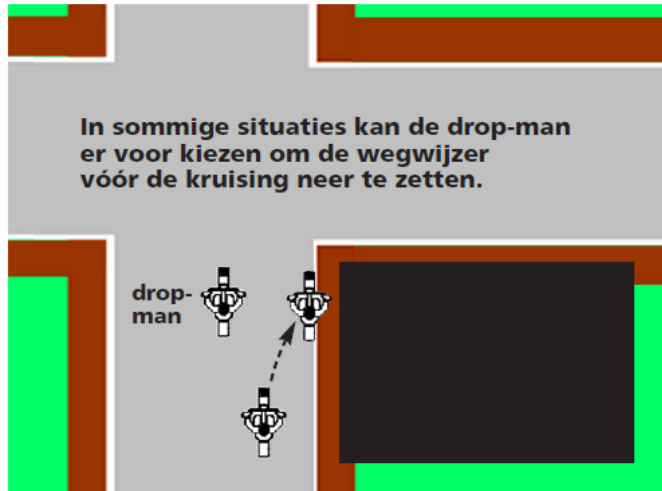 In sommige situaties kan de drop-man
er voor kiezen om de wegwijzer
vóór de kruising neer te zetten.
drop-
man